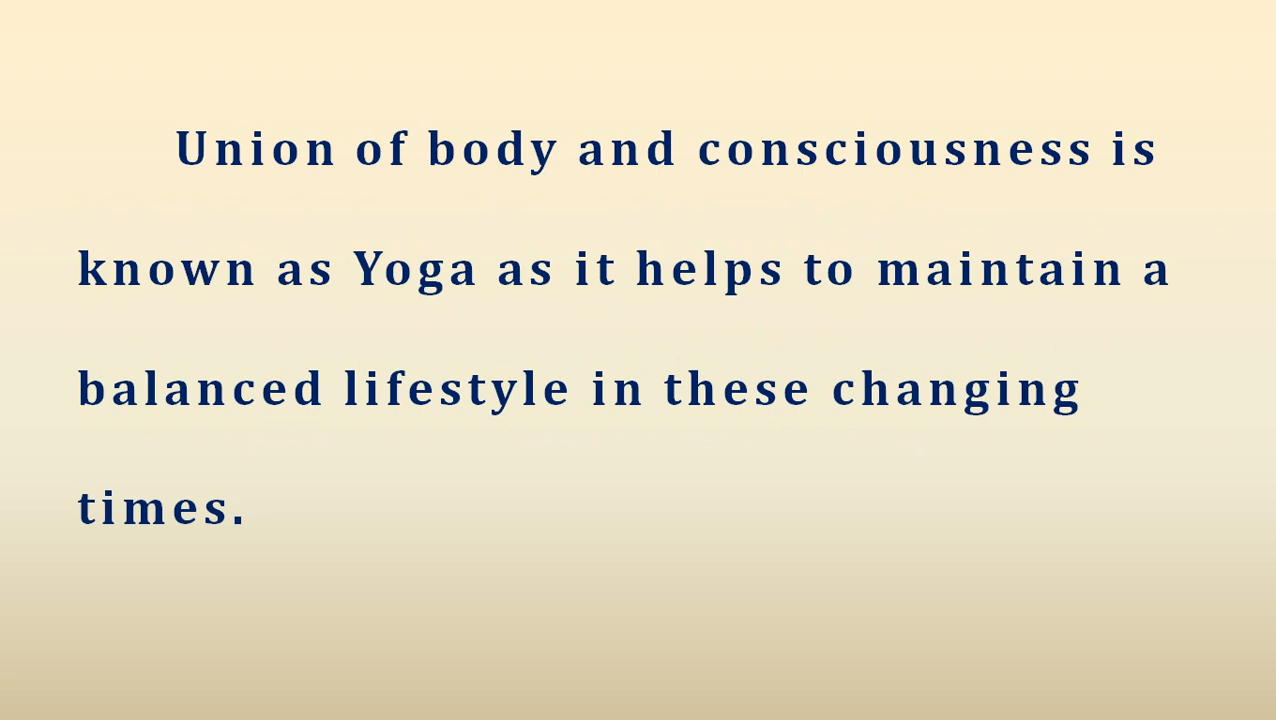 Union of body and consciousness is
known as Yoga as it helps to maintain a
balanced lifestyle in these changing
times.